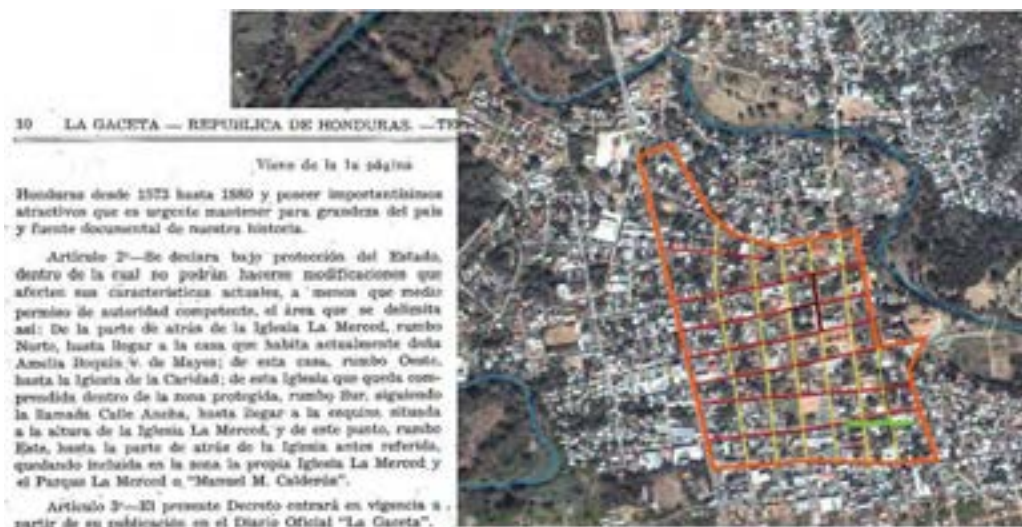 10 LA GACETA — REPUBLICA DE HONDURAS. — TE
Viene de la 1a página
Honduras desde 1573 hasta 1880 y poseer importantísimos
atractivos que es urgente mantener para grandeza del país
y fuente documental de nuestra historia.
Artículo 2º—Se declara bajo protección del Estado,
dentro de la cual no podrán hacerse modificaciones que
afecten sus características actuales, a menos que medie
permiso de autoridad competente, el área que se delimita
así: De la parte de atrás de la Iglesia La Merced, rumbo
Norte, hasta llegar a la casa que habita actualmente doña
Amelia v. de Mayes; de esta casa, rumbo Oeste,
hasta la Iglesia de la Caridad; de esta Iglesia que queda com-
prendida dentro de la zona protegida, rumbo Sur, siguiendo
la llamada Calle Ancha, hasta llegar a la esquina situada
a la altura de la Iglesia La Merced, y de este punto, rumbo
Este, hasta la parte de atrás de la Iglesia antes referida,
quedando incluida en la zona la propia Iglesia La Merced y
el Parque La Merced o "Manuel M. Calderón".
Artículo 3º—El presente Decreto entrará en vigencia a
partir de su publicación en el Diario Oficial "La Gaceta".